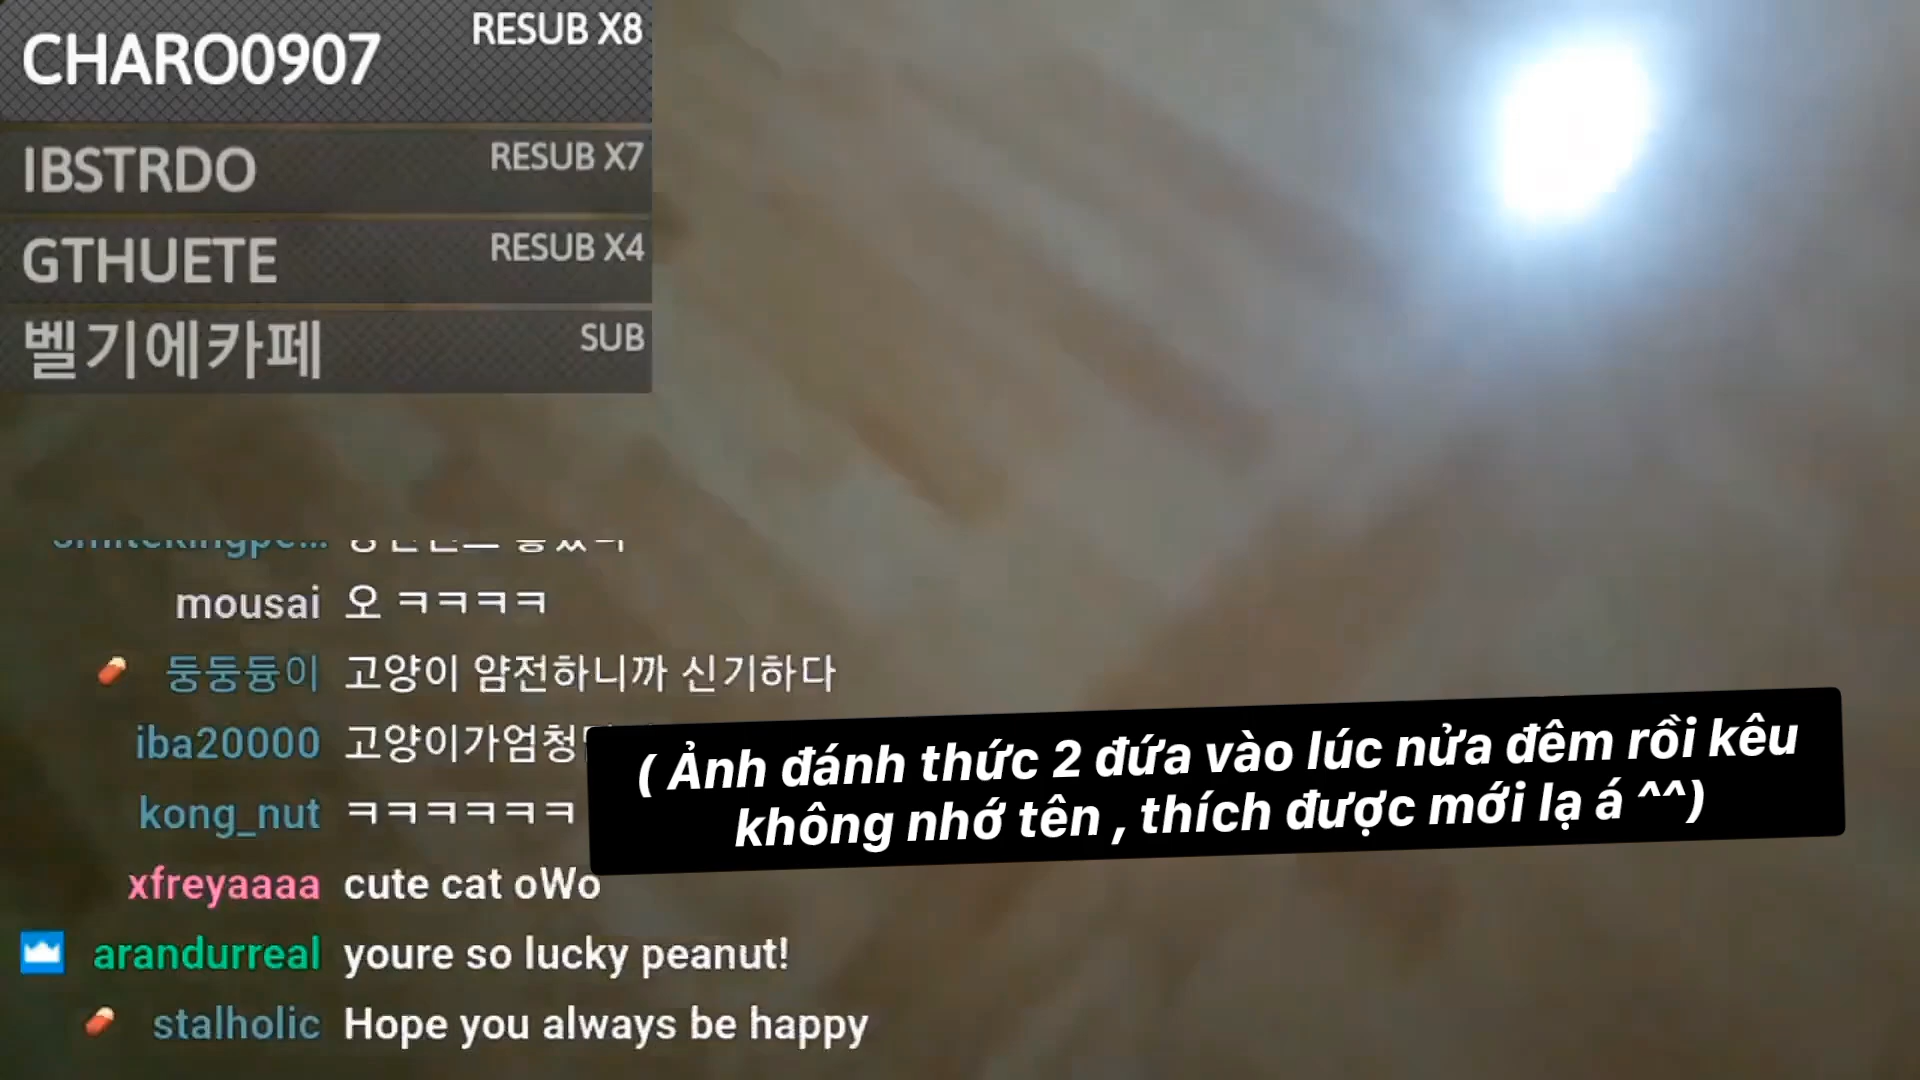 CHARO0907 RESUB X8
IBSTRDO RESUB X7
GTHUETE RESUB X4
벨기에카페 SUB
mousai 오 ㅋㅋㅋㅋ
둥둥듕이 고양이 얌전하니까 신기하다
iba20000 고양이가엄청
kong_nut ㅋㅋㅋㅋㅋㅋ
xfreyaaaa cute cat oWo
arandurreal youre so lucky peanut!
stalholic Hope you always be happy
( Ảnh đánh thức 2 đứa vào lúc nửa đêm rồi kêu
không nhớ tên , thích được mới lạ á ^^)